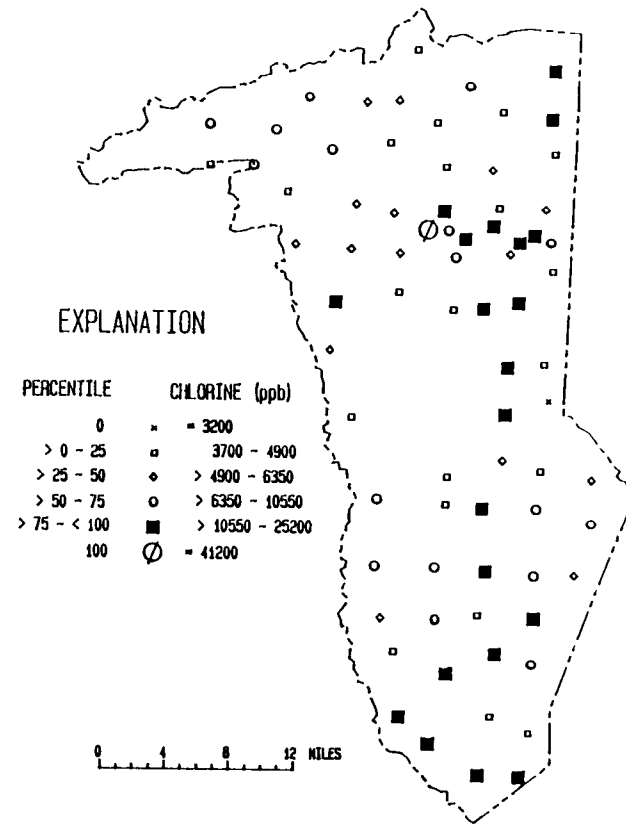 EXPLANATION
PERCENTILE CHLORINE (ppb)
0 × = 3200
> 0 - 25 3700 - 4900
> 25 - 50 > 4900 - 6350
> 50 - 75 > 6350 - 10550
> 75 - < 100 > 10550 - 25200
100 = 41200
0 4 8 12 MILES